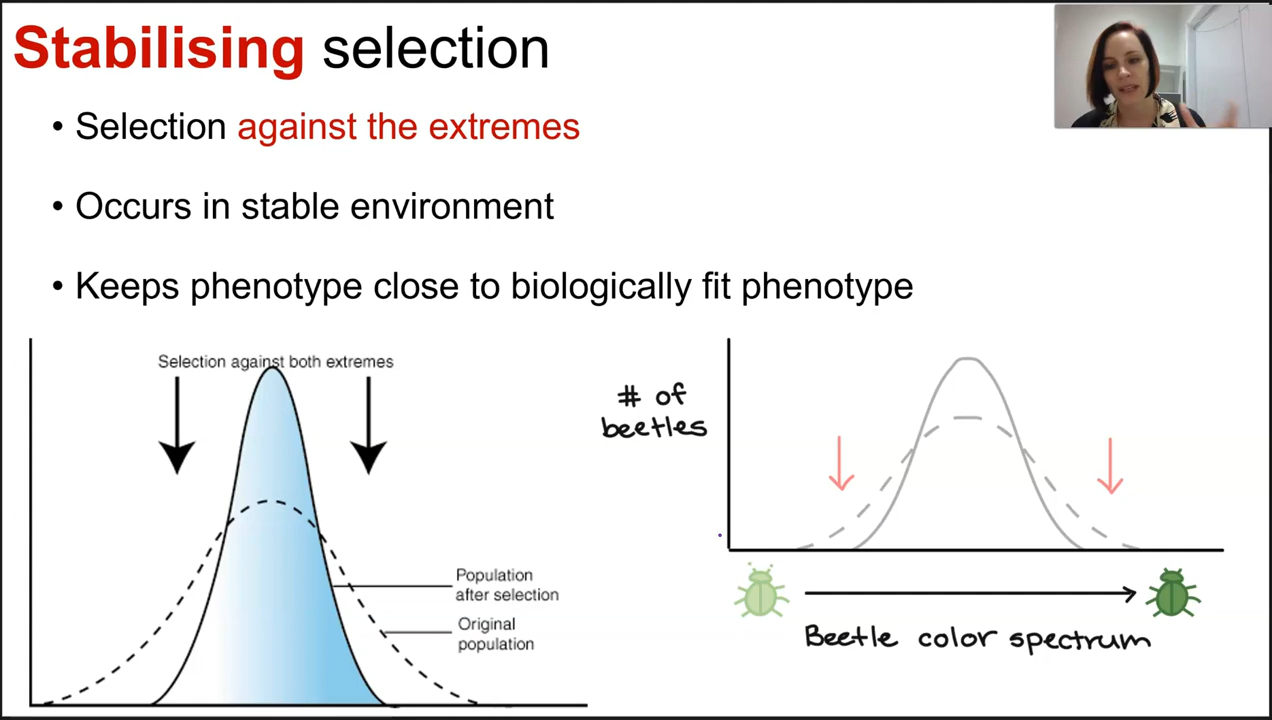 Stabilising selection
• Selection against the extremes
• Occurs in stable environment
• Keeps phenotype close to biologically fit phenotype
Selection against both extremes
Population
after selection
Original
population
# of
beetles
Beetle color spectrum